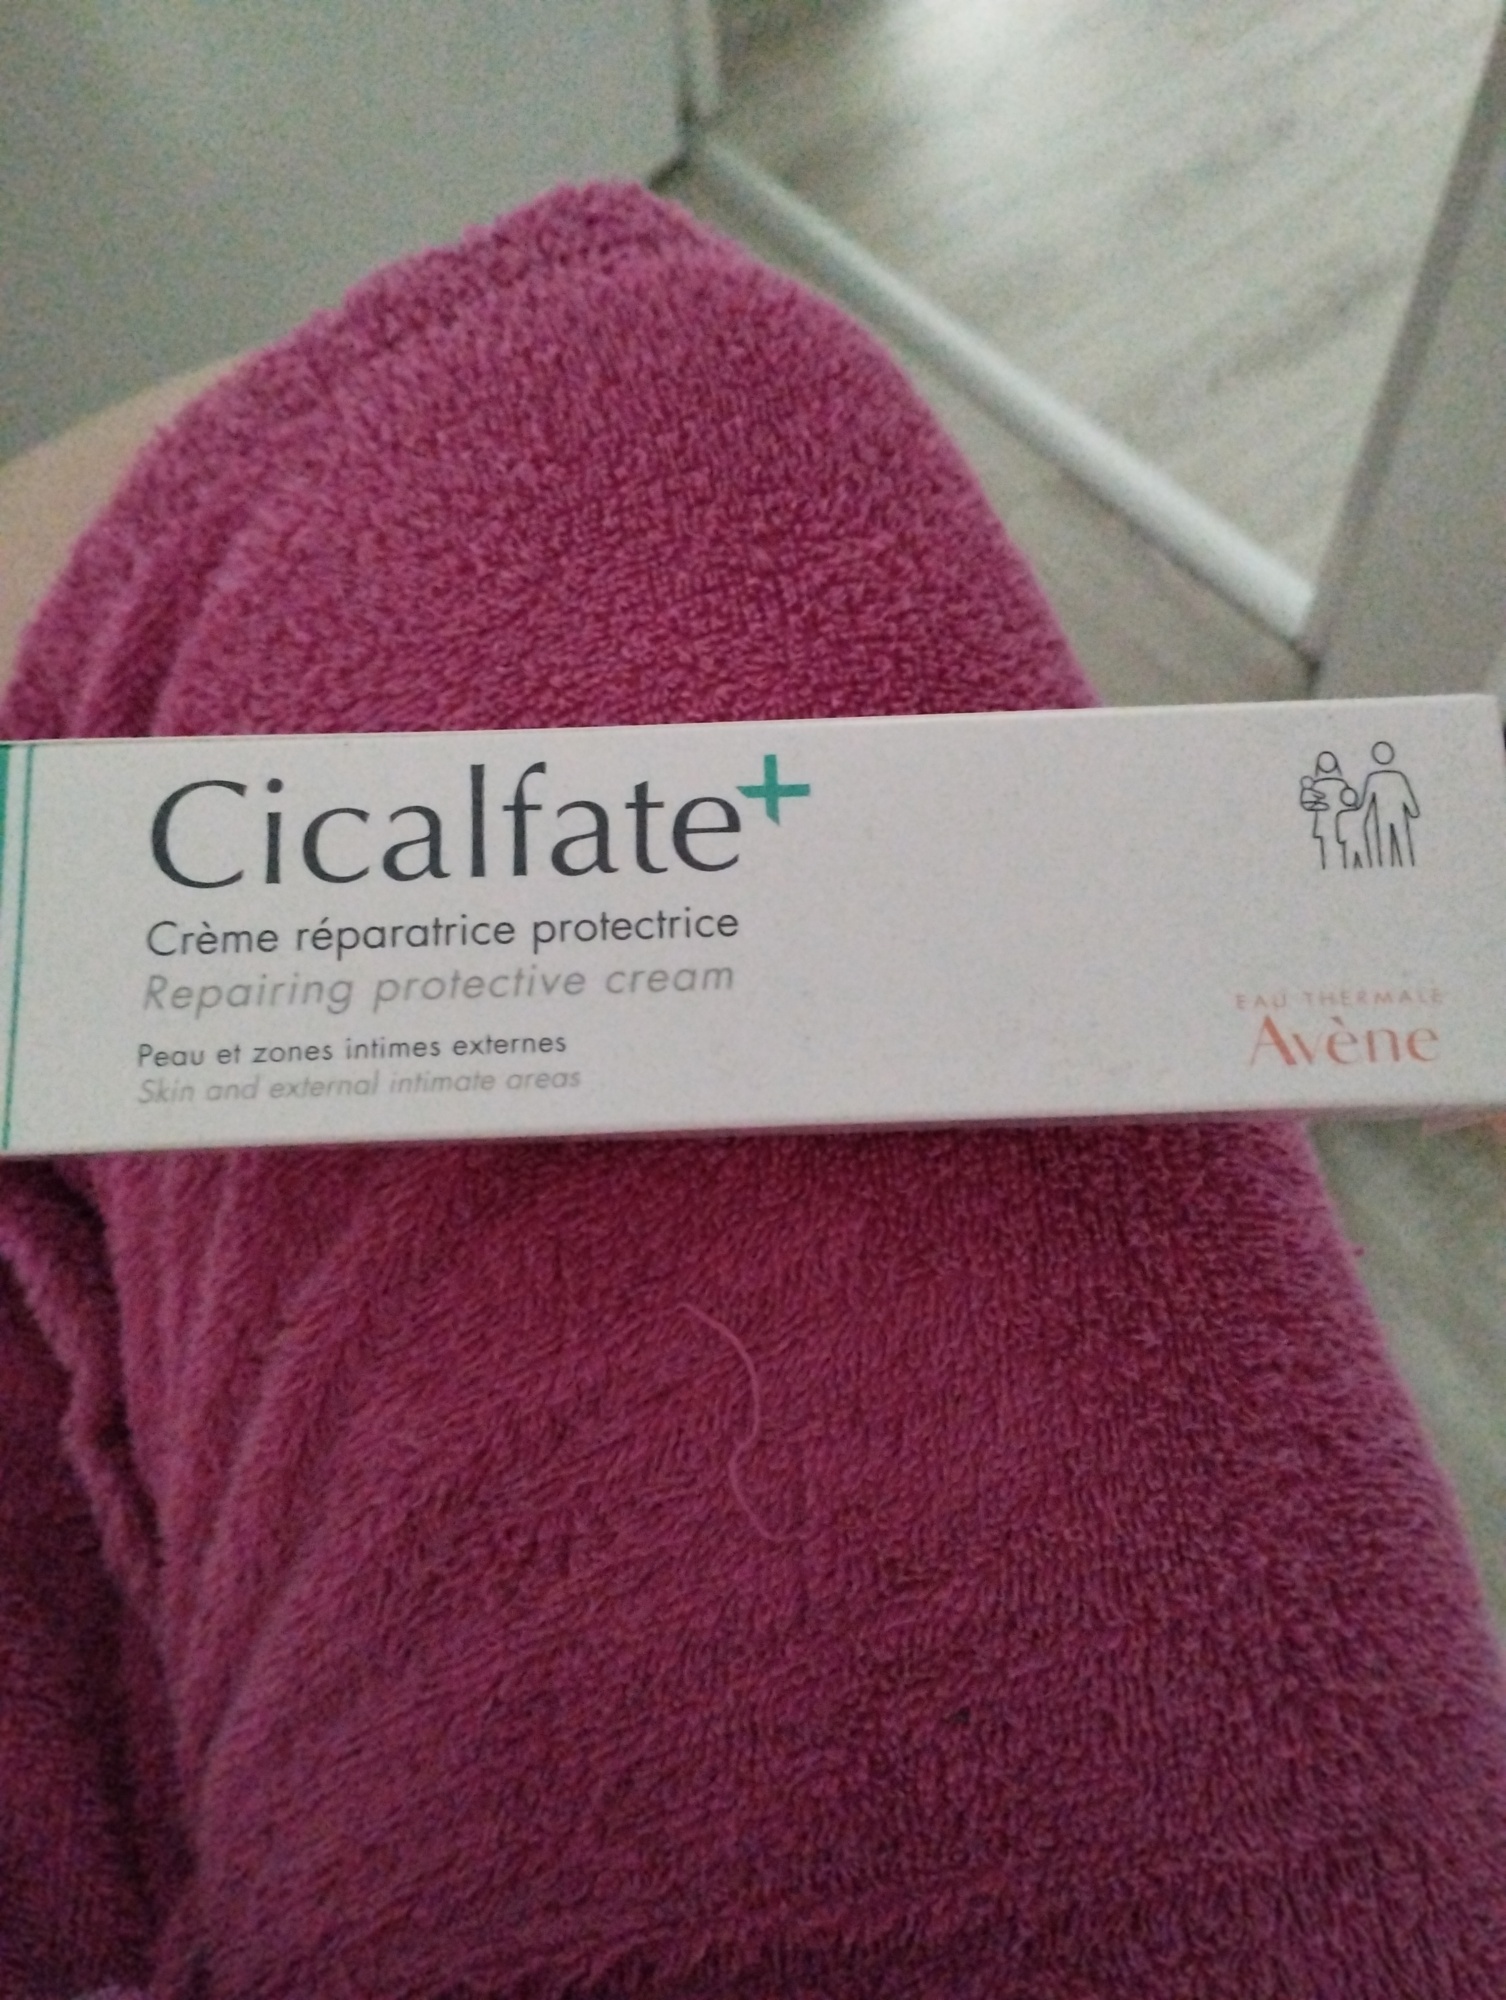 Cicalfate+
Crème réparatrice protectrice
Repairing protective cream
Peau et zones intimes externes
Skin and external intimate areas
EAU THERMALE
Avène